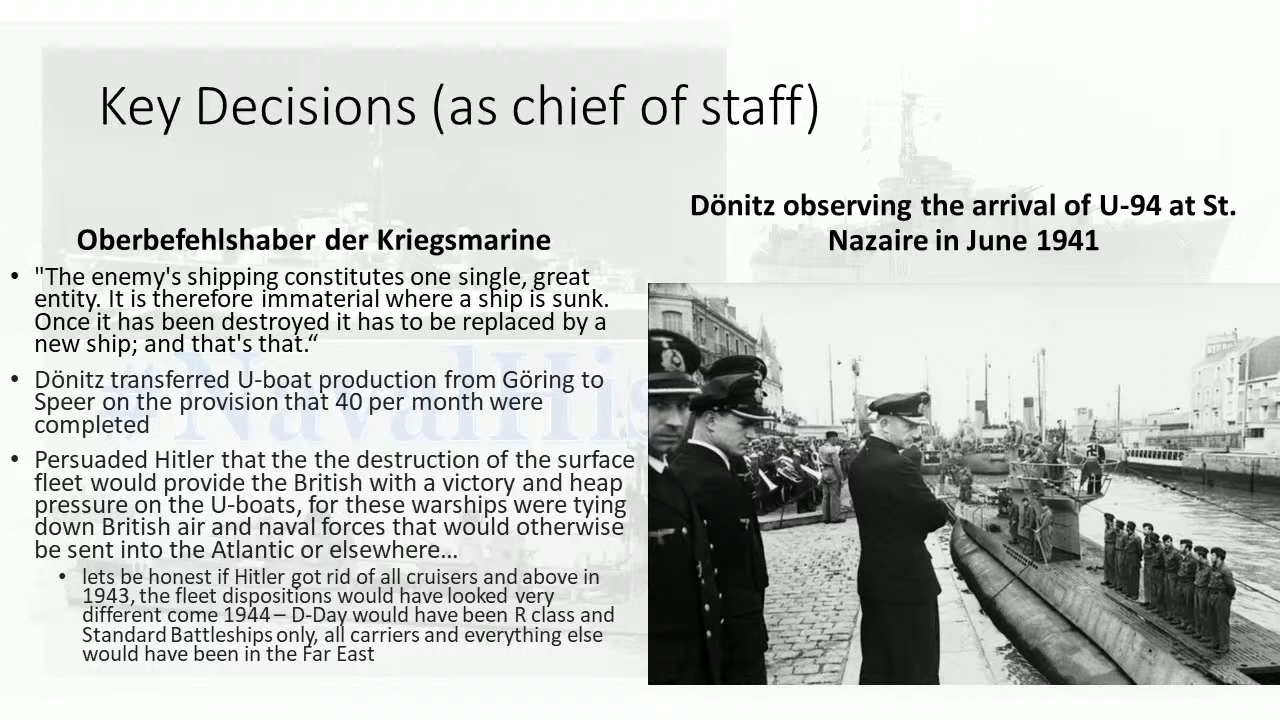 Key Decisions (as chief of staff)
Oberbefehlshaber der Kriegsmarine
• "The enemy's shipping constitutes one single, great
entity. It is therefore immaterial where a ship is sunk.
Once it has been destroyed it has to be replaced by a
new ship; and that's that.“
• Dönitz transferred U-boat production from Göring to
Speer on the provision that 40 per month were
completed
• Persuaded Hitler that the the destruction of the surface
fleet would provide the British with a victory and heap
pressure on the U-boats, for these warships were tying
down British air and naval forces that would otherwise
be sent into the Atlantic or elsewhere…
• lets be honest if Hitler got rid of all cruisers and above in
1943, the fleet dispositions would have looked very
different come 1944 – D-Day would have been R class and
Standard Battleships only, all carriers and everything else
would have been in the Far East
Dönitz observing the arrival of U-94 at St.
Nazaire in June 1941
#NavalHis